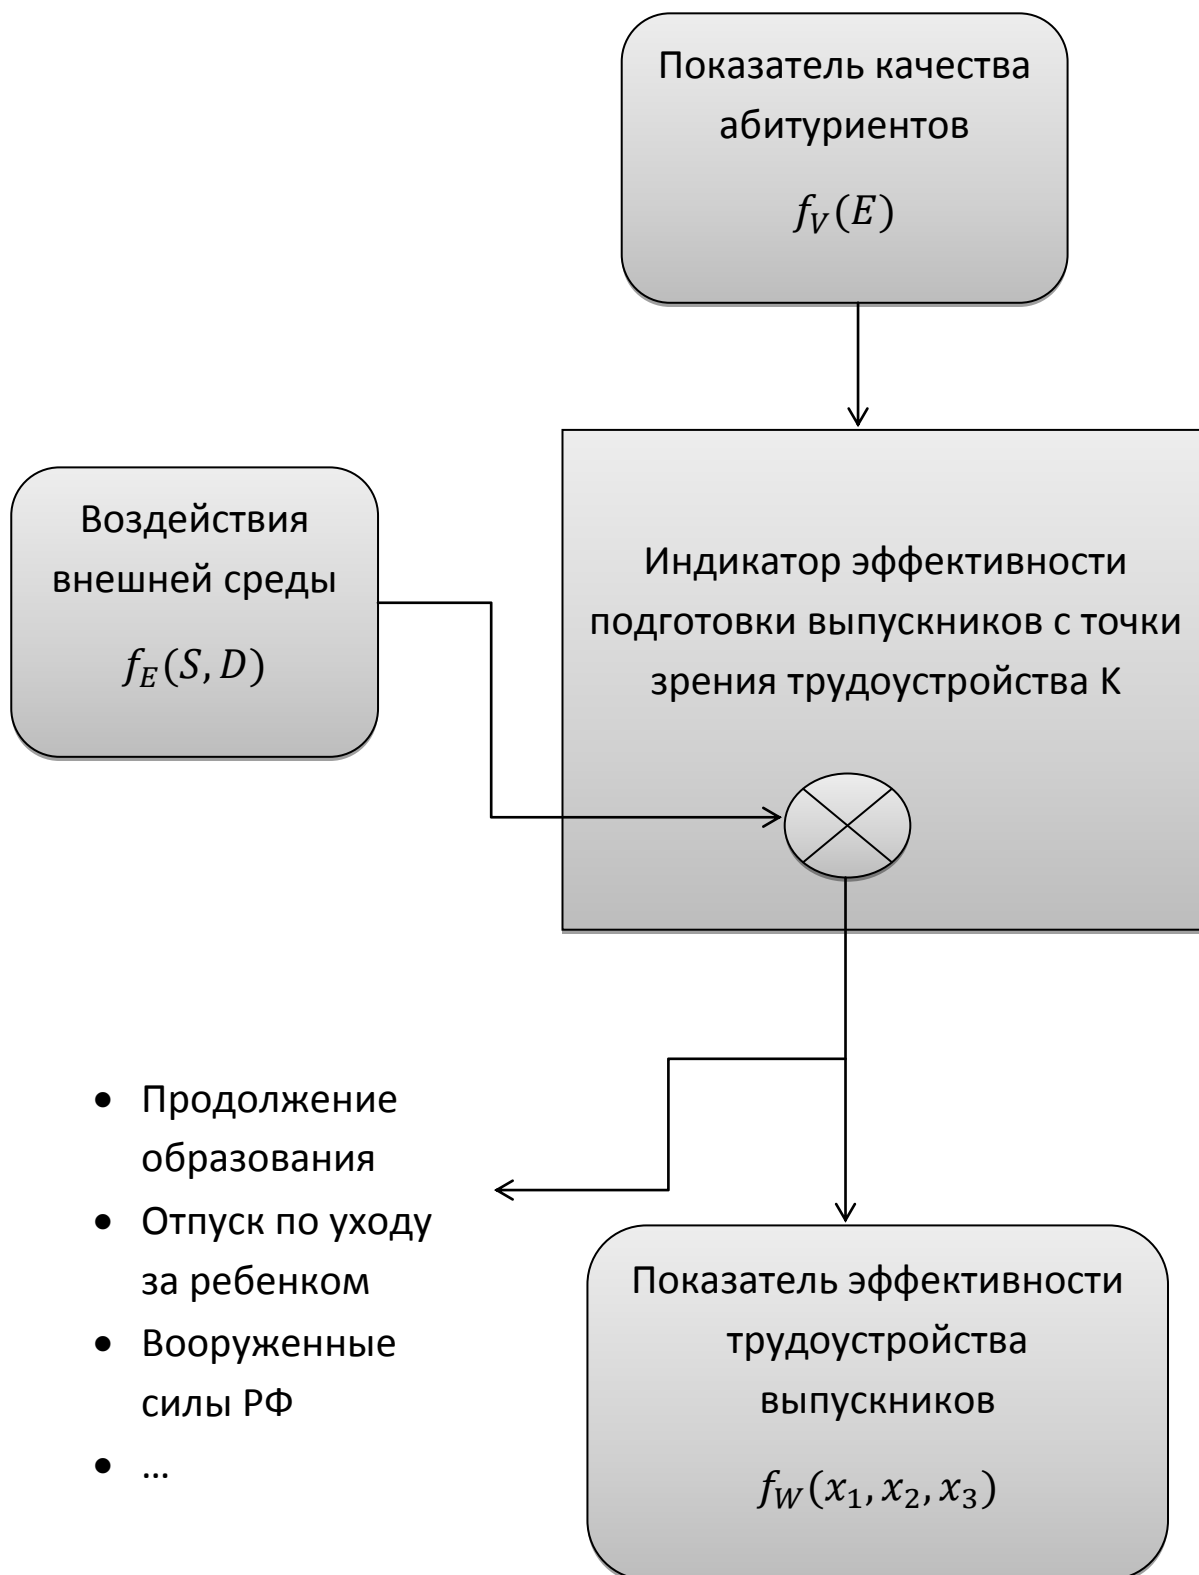 Показатель качества
абитуриентов
f_V(E)
Воздействия
внешней среды
f_E(S, D)
Индикатор эффективности
подготовки выпускников с точки
зрения трудоустройства К
• Продолжение
образования
• Отпуск по уходу
за ребенком
• Вооруженные
силы РФ
• ...
Показатель эффективности
трудоустройства
выпускников
f_W(x_1, x_2, x_3)